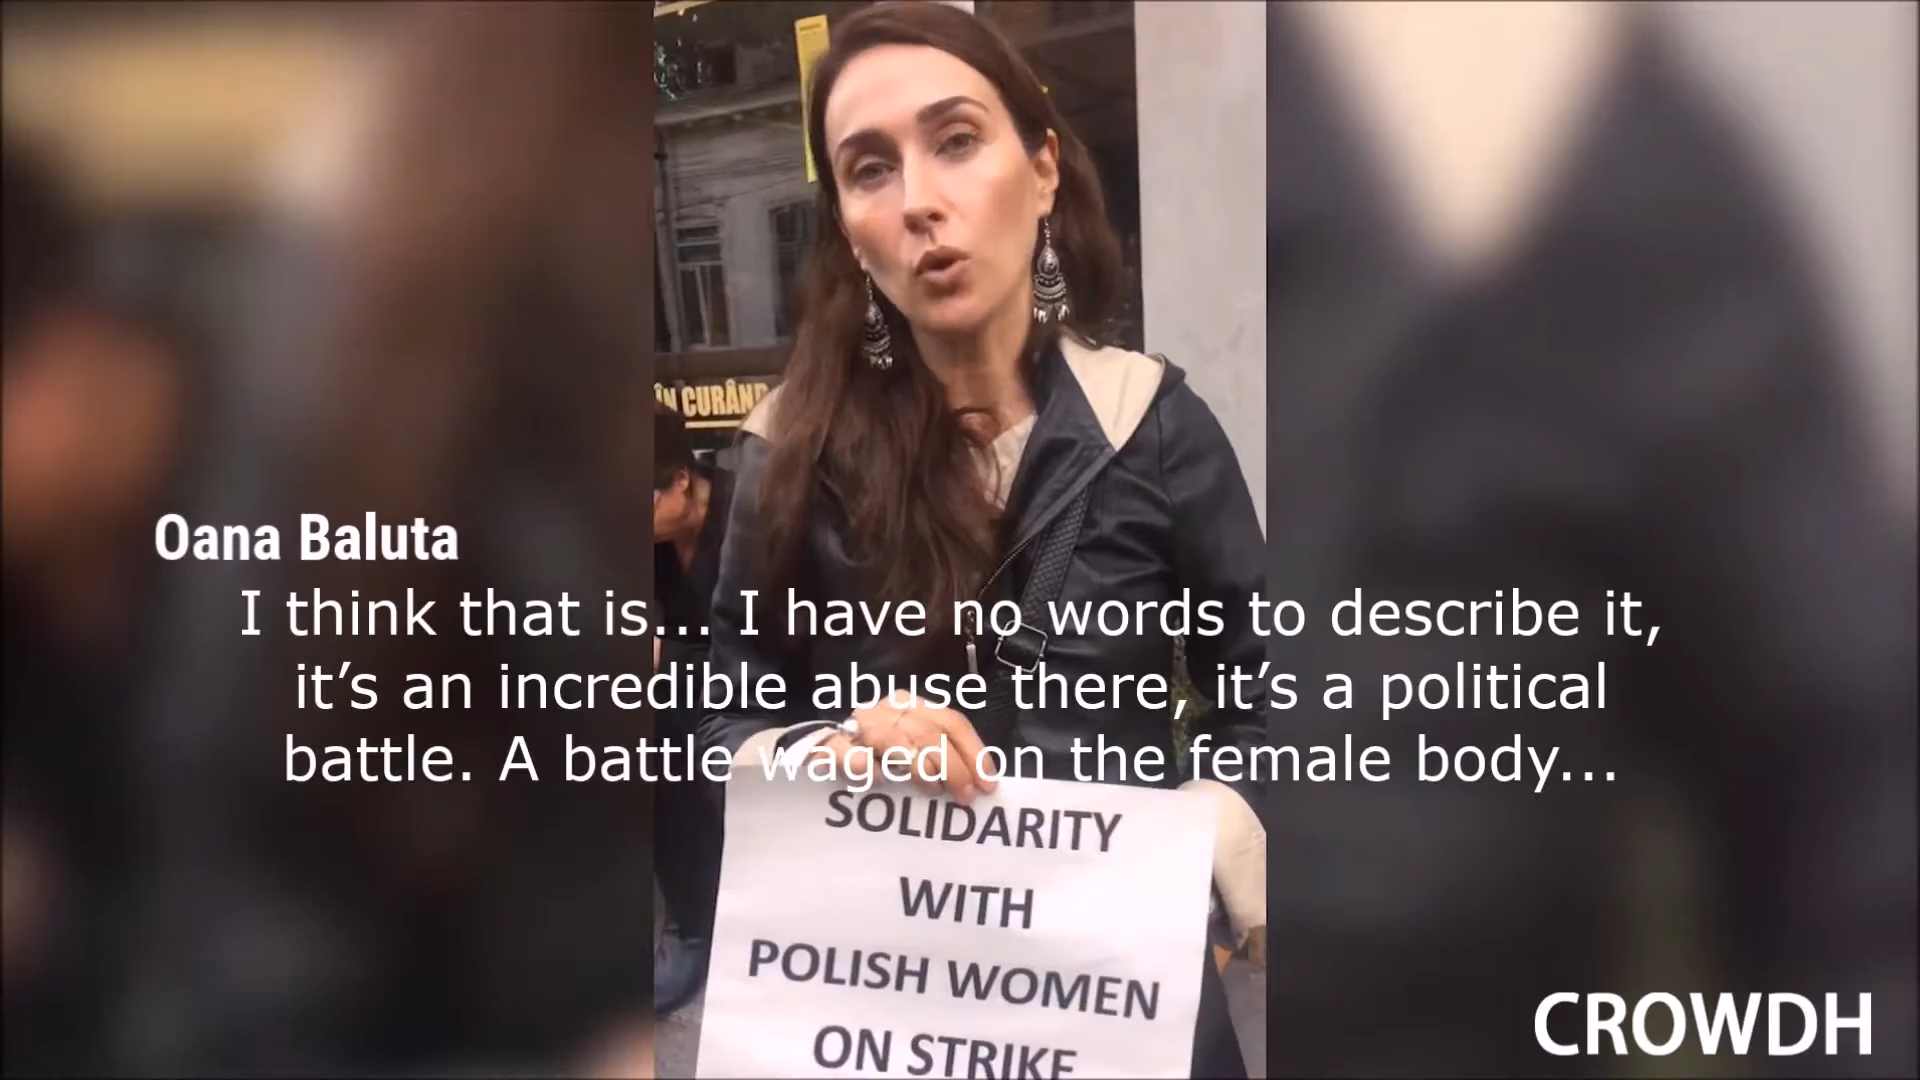 ÎN CURÂND
Oana Baluta
I think that is... I have no words to describe it,
it’s an incredible abuse there, it’s a political
battle. A battle waged on the female body...
SOLIDARITY
WITH
POLISH WOMEN
ON STRIKE
CROWDH